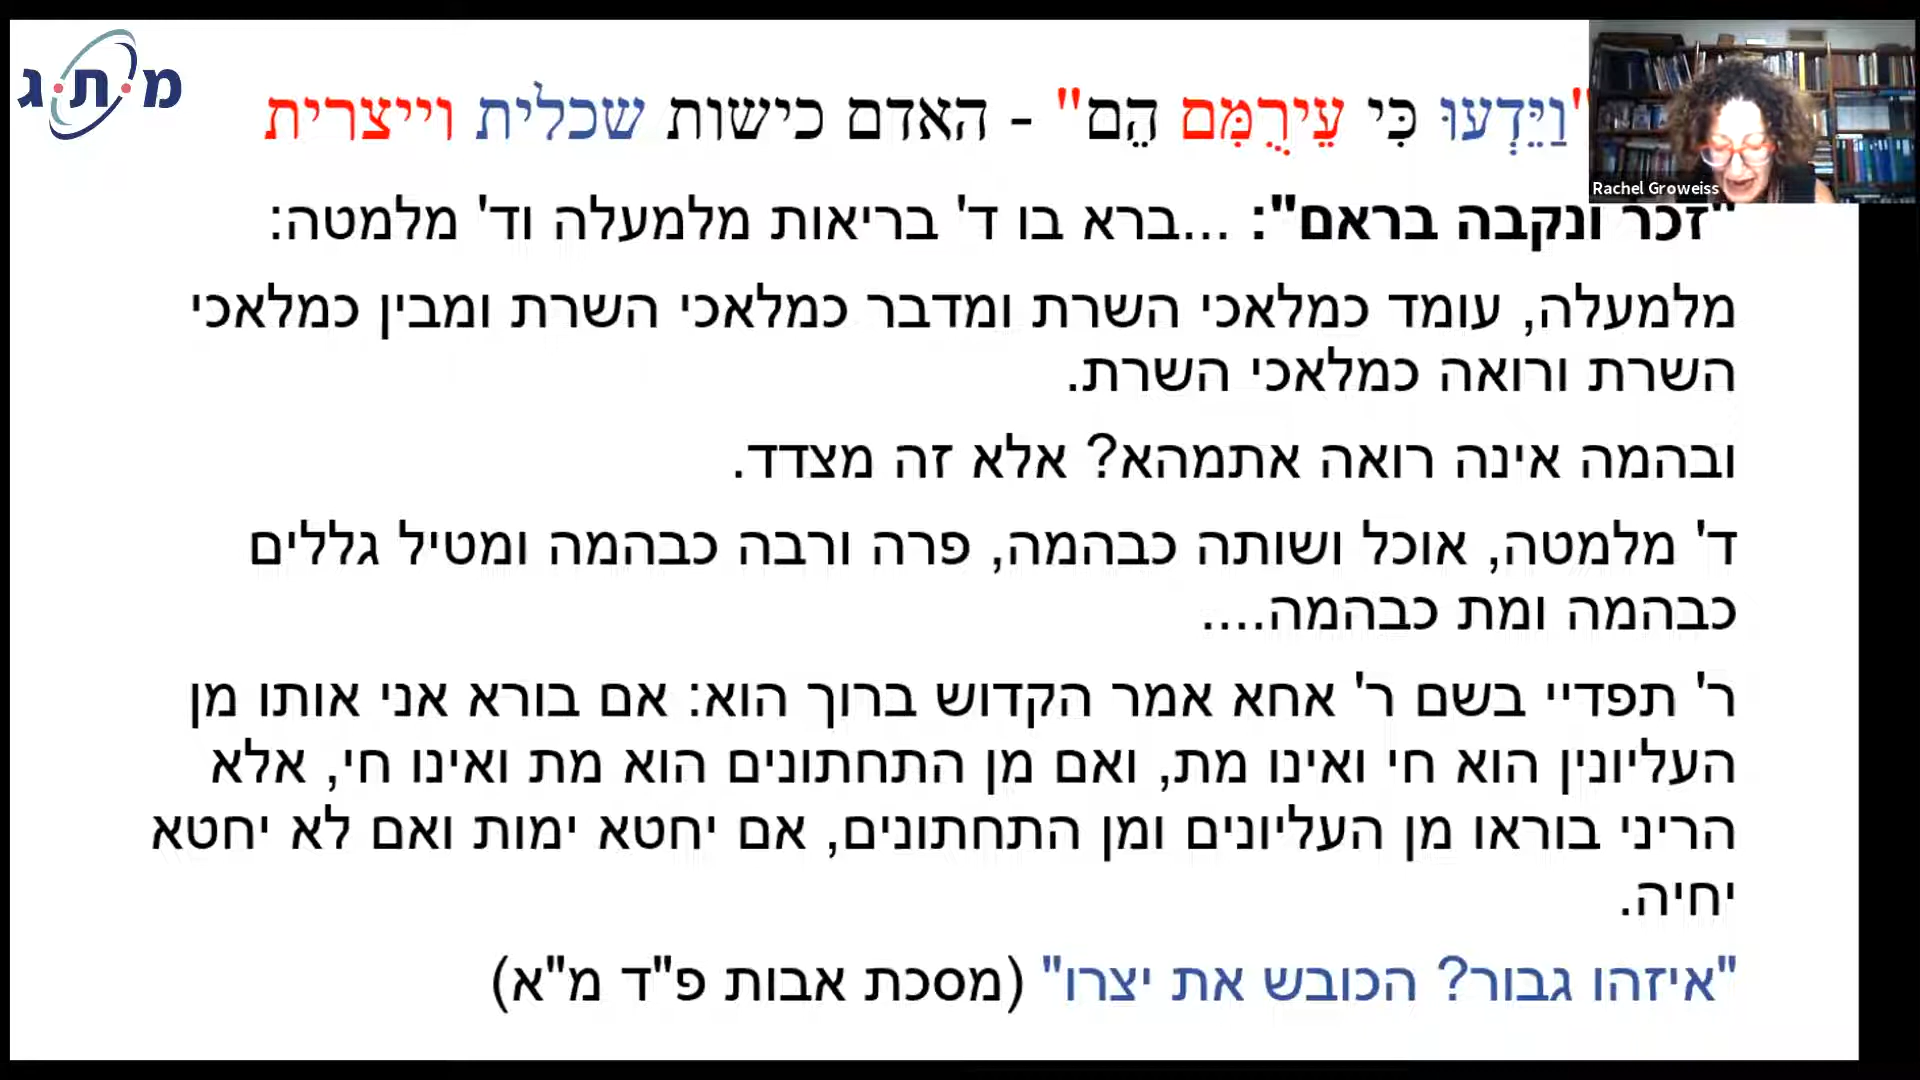 מ.ת.ג
"וַיֵּדְעוּ כִּי עֵירֻמִּם הֵם" - האדם כישות שכלית וייצרית
Rachel Groweiss
"זכר ונקבה בראם": ...ברא בו ד' בריאות מלמעלה וד' מלמטה:
מלמעלה, עומד כמלאכי השרת ומדבר כמלאכי השרת ומבין כמלאכי
השרת ורואה כמלאכי השרת.
ובהמה אינה רואה אתמהא? אלא זה מצדד.
ד' מלמטה, אוכל ושותה כבהמה, פרה ורבה כבהמה ומטיל גללים
כבהמה ומת כבהמה....
ר' תפדיי בשם ר' אחא אמר הקדוש ברוך הוא: אם בורא אני אותו מן
העליונין הוא חי ואינו מת, ואם מן התחתונים הוא מת ואינו חי, אלא
הריני בוראו מן העליונים ומן התחתונים, אם יחטא ימות ואם לא יחטא
יחיה.
"איזהו גבור? הכובש את יצרו" (מסכת אבות פ"ד מ"א)